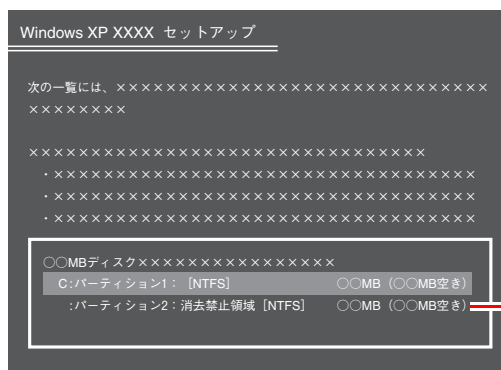 Windows XP XXXX セットアップ
次の一覧には、××××××××××××××××××××××××××××××
××××××××
××××××××××××××××××××××××××××××××
・××××××××××××××××××××××××××××××××××
・××××××××××××××××××××××××××××××××××
・××××××××××××××××××××××××××××××××××
○○MBディスク××××××××××××××××
C:パーティション1： [NTFS] ○○MB（○○MB空き）
:パーティション2：消去禁止領域 [NTFS] ○○MB（○○MB空き）